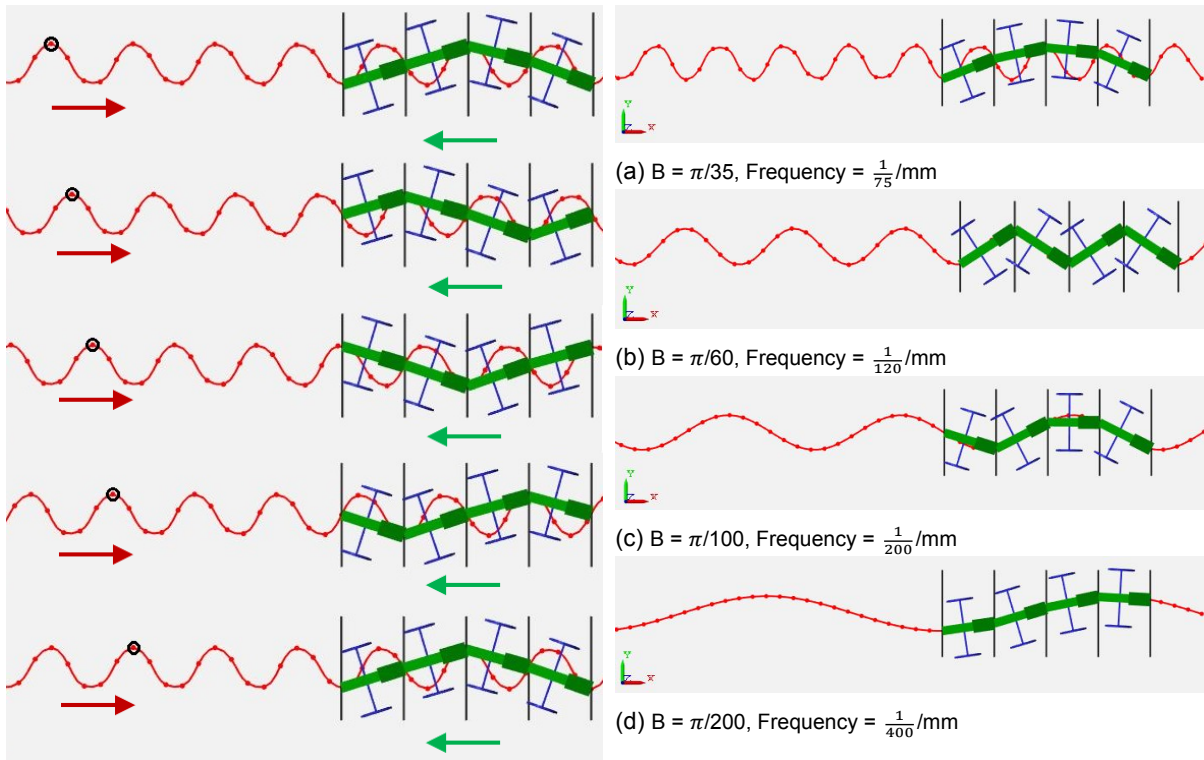 Y
Z X
(a) B = π/35, Frequency = 1/75 /mm
Y
Z X
(b) B = π/60, Frequency = 1/120 /mm
Y
Z X
(c) B = π/100, Frequency = 1/200 /mm
Y
Z X
(d) B = π/200, Frequency = 1/400 /mm